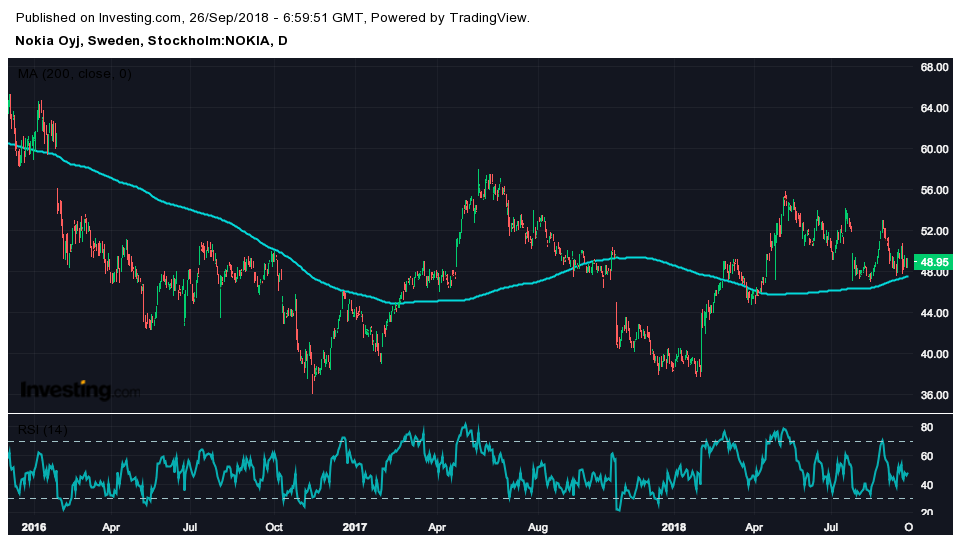 Published on Investing.com, 26/Sep/2018 - 6:59:51 GMT, Powered by TradingView.
Nokia Oyj, Sweden, Stockholm:NOKIA, D
MA (200, close, 0)
68.00
64.00
60.00
56.00
52.00
48.95
48.00
44.00
40.00
36.00
Investing.com
RSI (14)
80
60
40
20
2016 Apr Jul Oct 2017 Apr Aug 2018 Apr Jul O